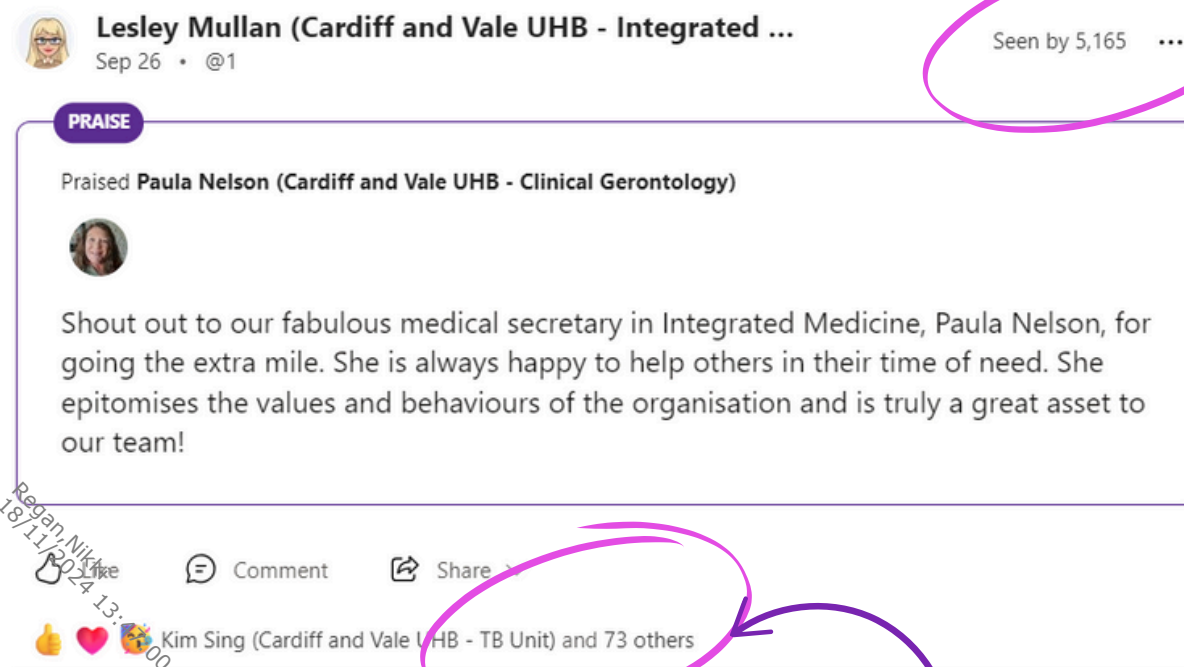 Lesley Mullan (Cardiff and Vale UHB - Integrated ...
Sep 26 • @1
Seen by 5,165
PRAISE
Praised Paula Nelson (Cardiff and Vale UHB - Clinical Gerontology)
Shout out to our fabulous medical secretary in Integrated Medicine, Paula Nelson, for
going the extra mile. She is always happy to help others in their time of need. She
epitomises the values and behaviours of the organisation and is truly a great asset to
our team!
Like Comment Share
Kim Sing (Cardiff and Vale UHB - TB Unit) and 73 others
Regan,Nikki
18/11/2024 13: